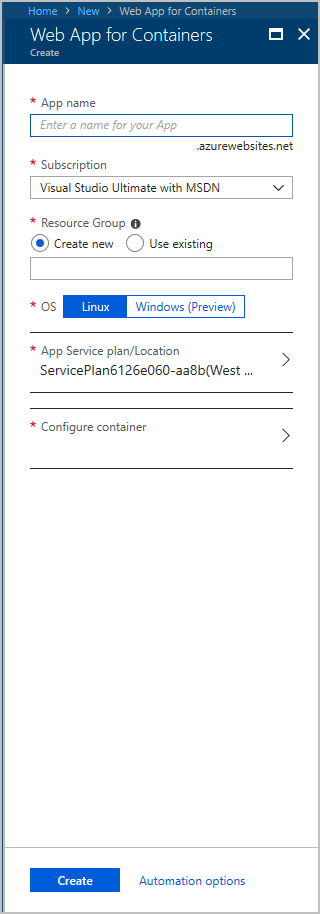 Home > New > Web App for Containers
Web App for Containers
Create
* App name
Enter a name for your App
.azurewebsites.net
* Subscription
Visual Studio Ultimate with MSDN
* Resource Group
Create new Use existing
* OS Linux Windows (Preview)
* App Service plan/Location
ServicePlan6126e060-aa8b(West ...
* Configure container
Create Automation options